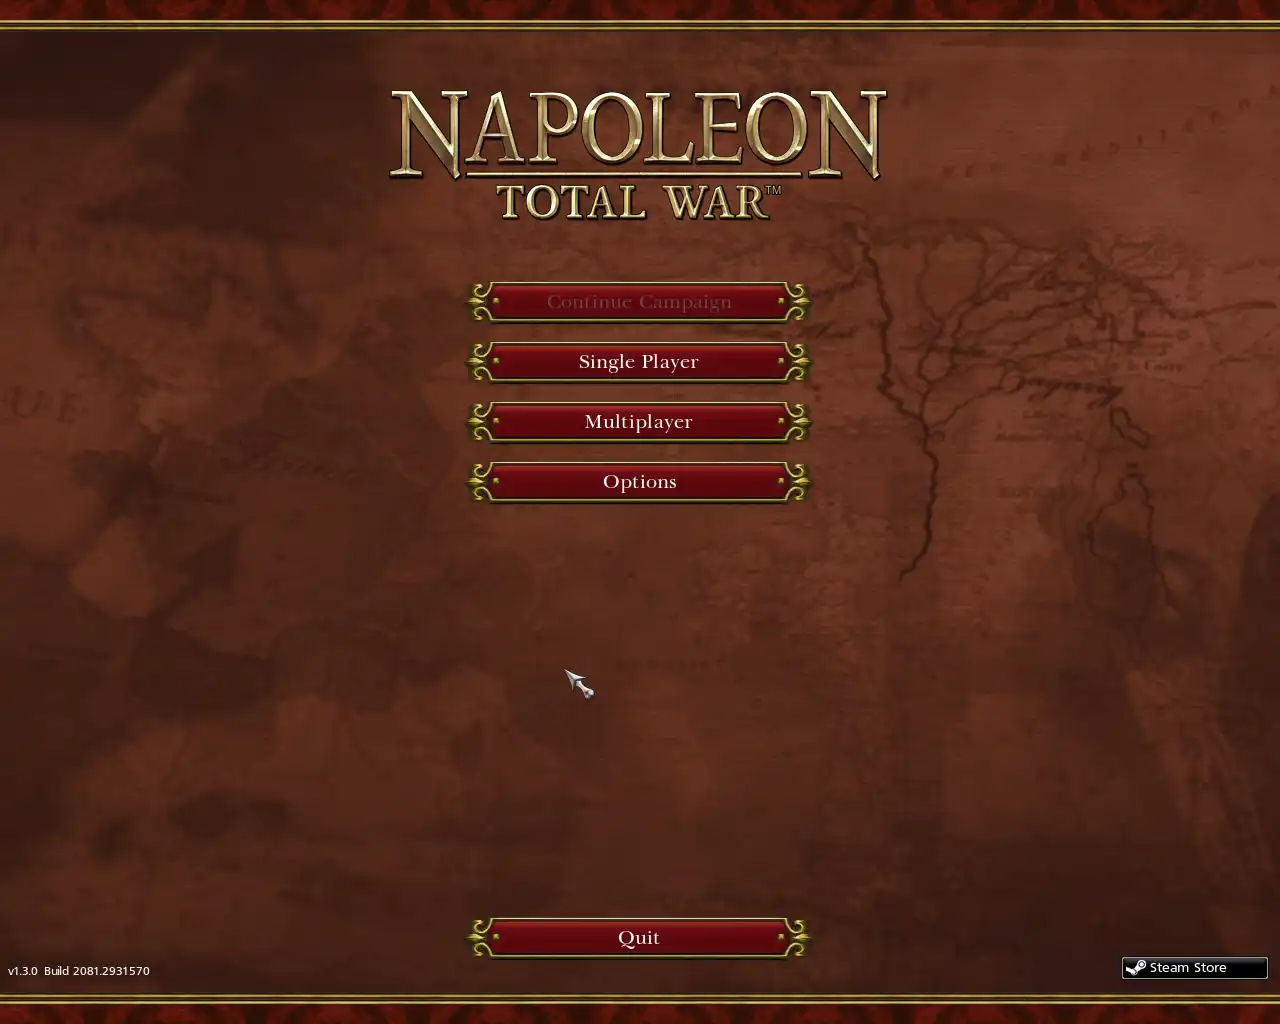 NAPOLEON
TOTAL WAR™
Continue Campaign
Single Player
Multiplayer
Options
Quit
v1.3.0 Build 2081.2931570
Steam Store